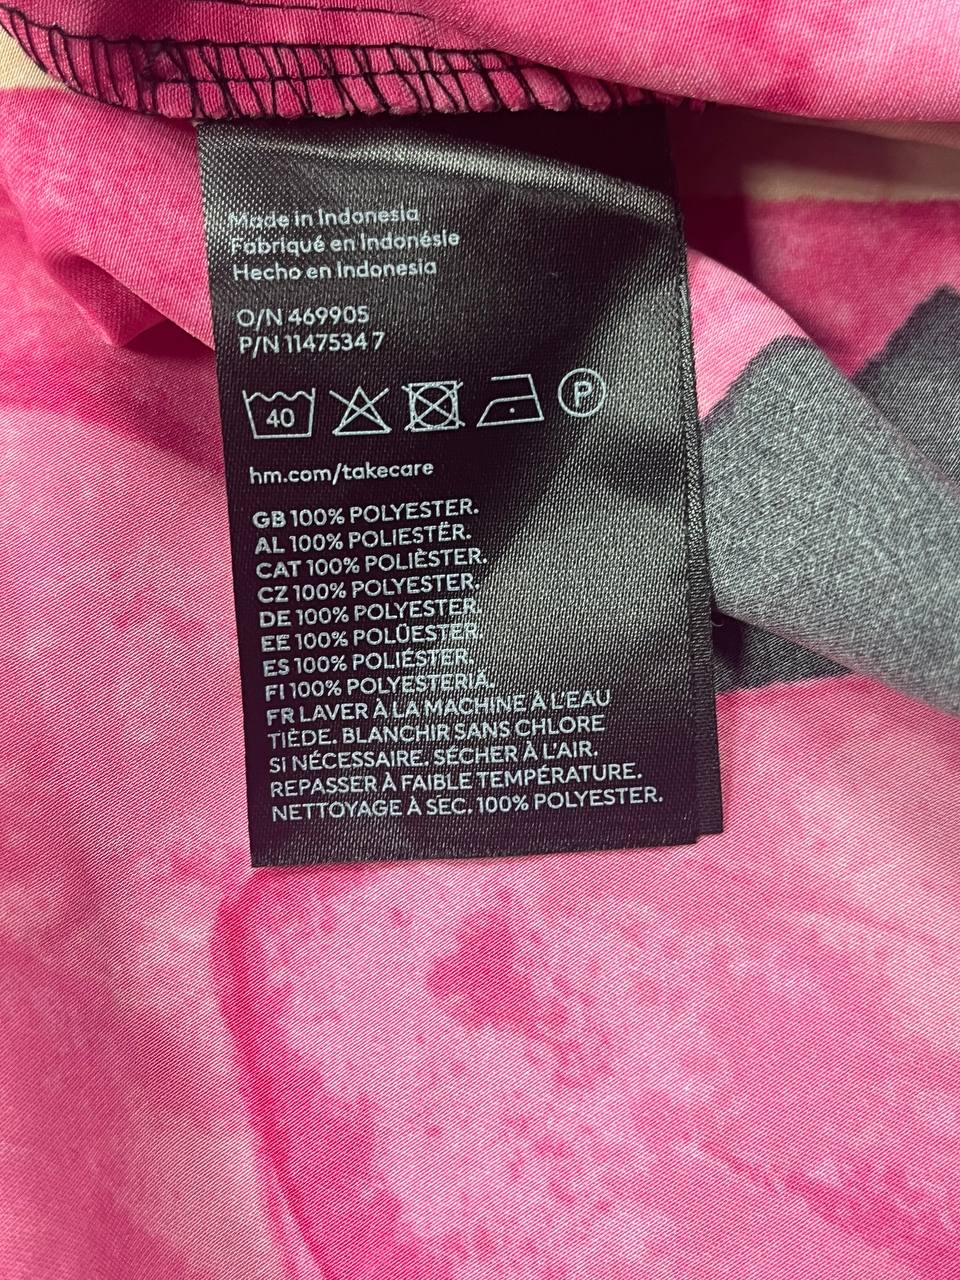 Made in Indonesia
Fabriqué en Indonésie
Hecho en Indonesia
O/N 469905
P/N 1147534 7
40 P
hm.com/takecare
GB 100% POLYESTER.
AL 100% POLIESTËR.
CAT 100% POLIÈSTER.
CZ 100% POLYESTER.
DE 100% POLYESTER.
EE 100% POLÜESTER.
ES 100% POLIÉSTER.
FI 100% POLYESTERIÄ.
FR LAVER À LA MACHINE À L'EAU
TIÈDE. BLANCHIR SANS CHLORE
SI NÉCESSAIRE. SÉCHER À L'AIR.
REPASSER À FAIBLE TEMPÉRATURE.
NETTOYAGE À SEC. 100% POLYESTER.